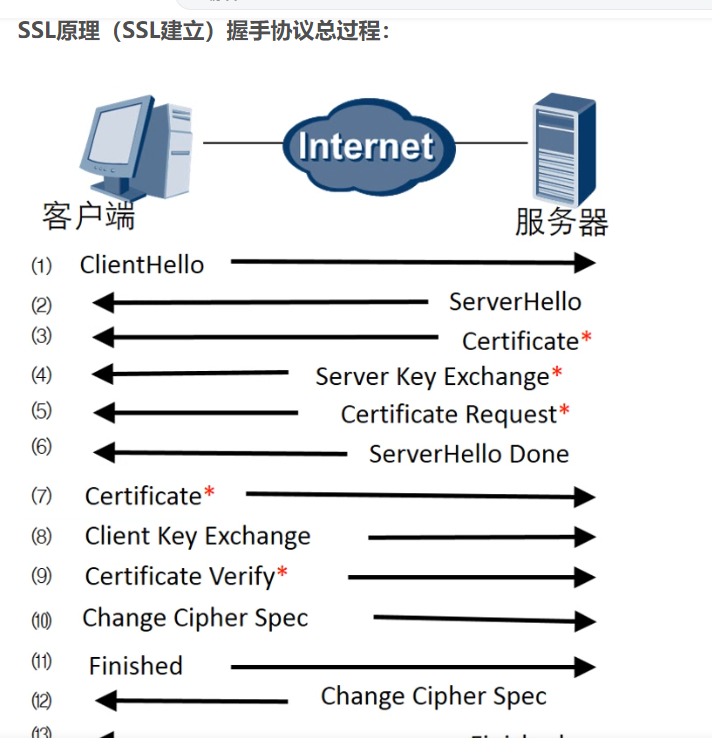 SSL原理（SSL建立）握手协议总过程：
Internet
客户端
服务器
(1) ClientHello
(2) ServerHello
(3) Certificate*
(4) Server Key Exchange*
(5) Certificate Request*
(6) ServerHello Done
(7) Certificate*
(8) Client Key Exchange
(9) Certificate Verify*
(10) Change Cipher Spec
(11) Finished
(12) Change Cipher Spec
(13)